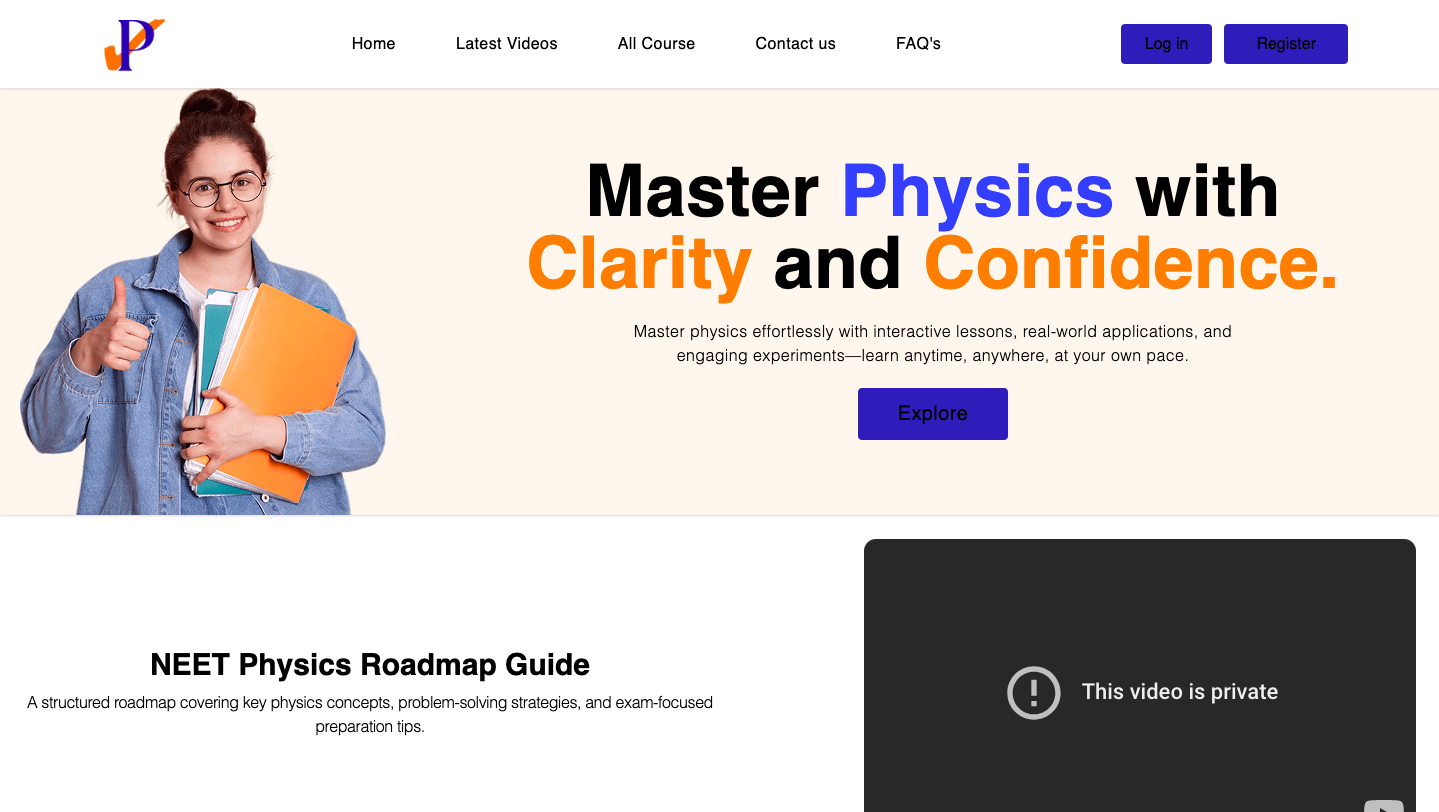 P
Home
Latest Videos
All Course
Contact us
FAQ's
Log in
Register
Master Physics with
Clarity and Confidence.
Master physics effortlessly with interactive lessons, real-world applications, and
engaging experiments—learn anytime, anywhere, at your own pace.
Explore
NEET Physics Roadmap Guide
A structured roadmap covering key physics concepts, problem-solving strategies, and exam-focused
preparation tips.
This video is private